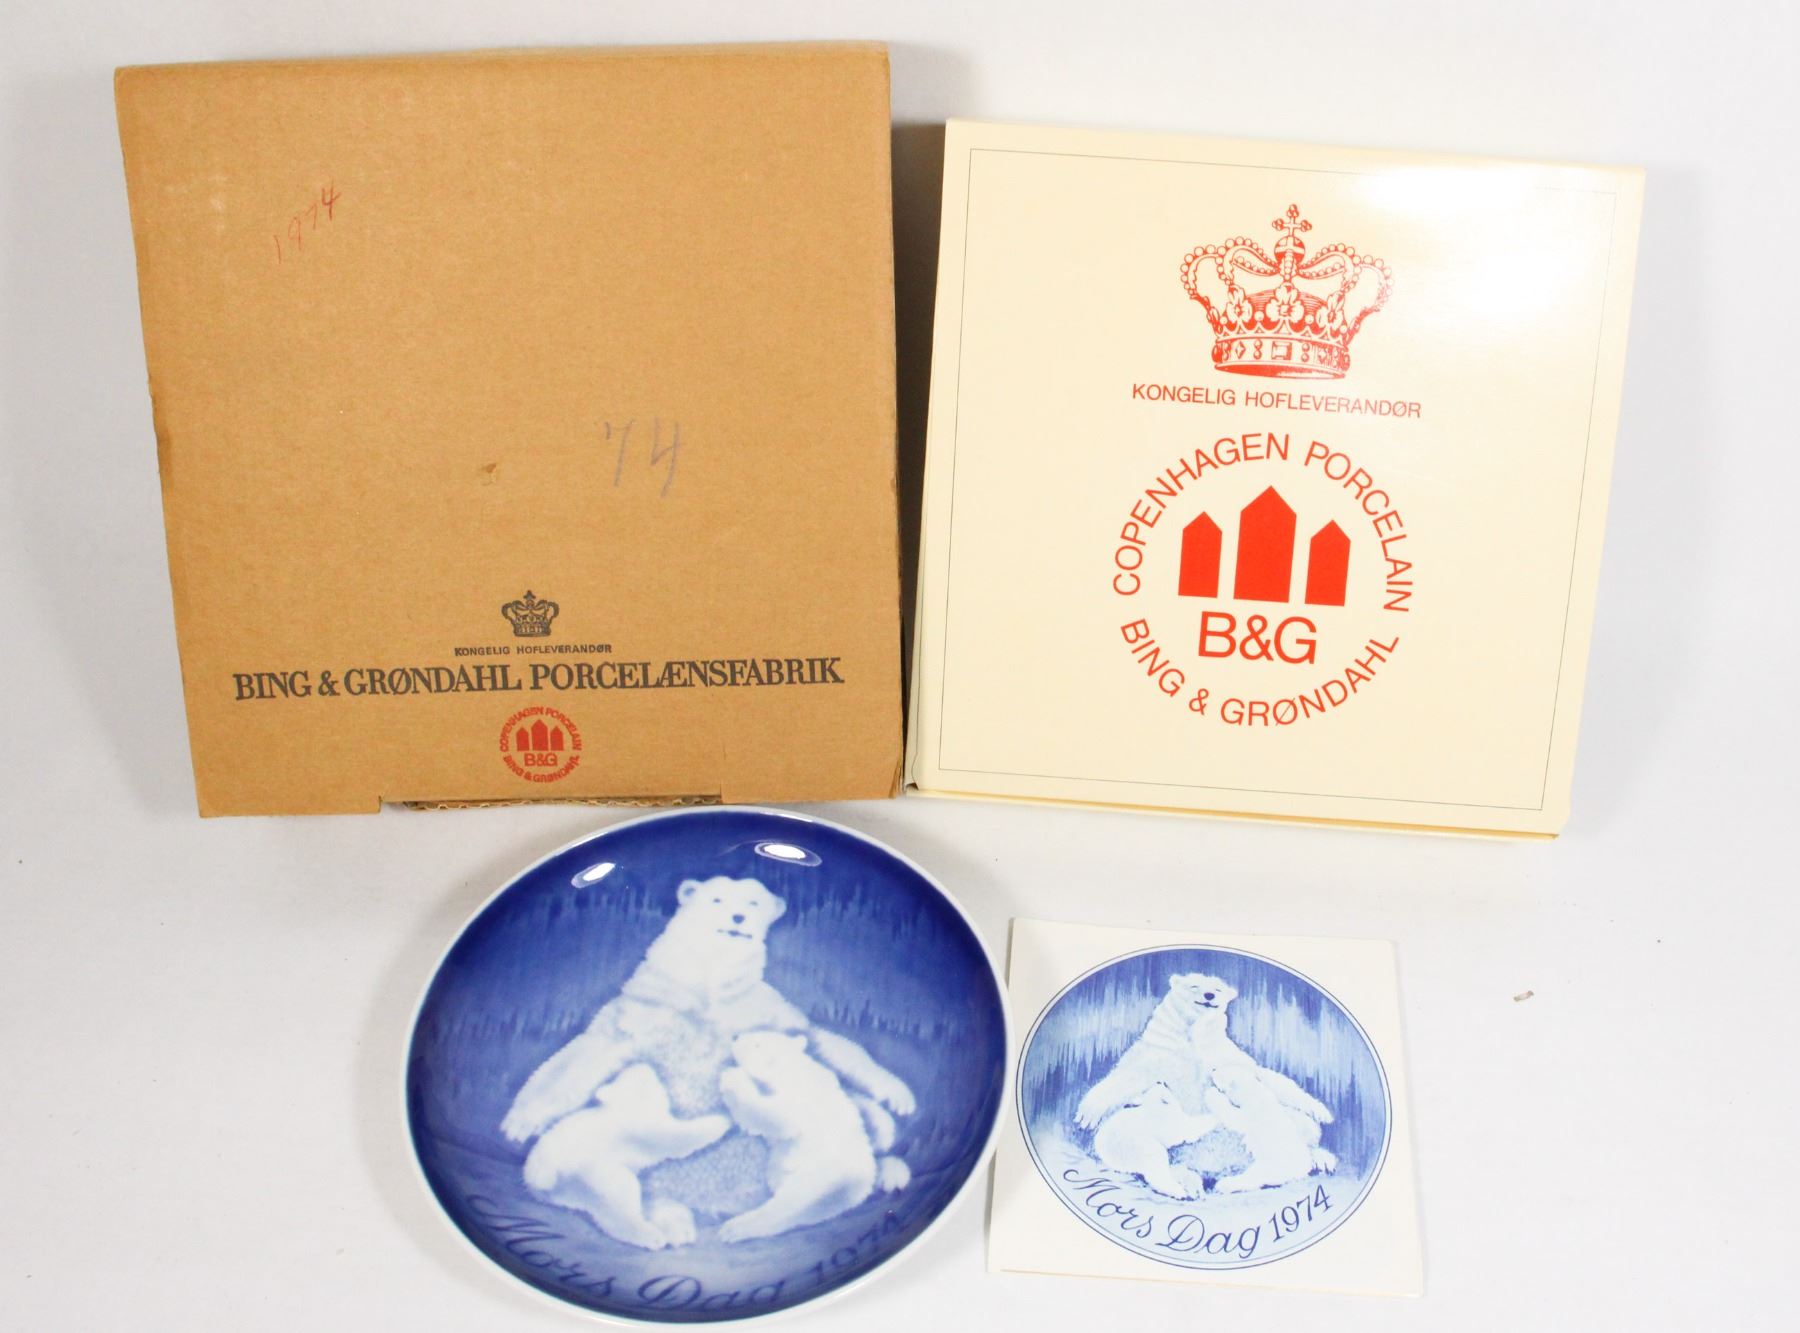 1974
74
KONGELIG HOFLEVERANDØR
BING & GRØNDAHL PORCELÆNSFABRIK
COPENHAGEN PORCELAIN
B&G
BING & GRØNDAHL
KONGELIG HOFLEVERANDØR
COPENHAGEN PORCELAIN
B&G
BING & GRØNDAHL
Mors Dag 1974
Mors Dag 1974